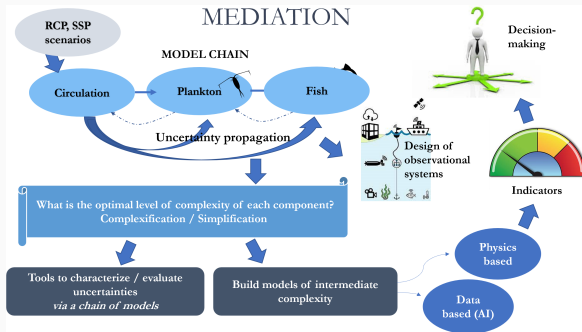 MEDIATION
RCP, SSP
scenarios
MODEL CHAIN
Circulation
Plankton
Fish
Uncertainty propagation
Decision-
making
Design of
observational
systems
Indicators
What is the optimal level of complexity of each component?
Complexification / Simplification
Tools to characterize / evaluate
uncertainties
via a chain of models
Build models of intermediate
complexity
Physics
based
Data
based (AI)